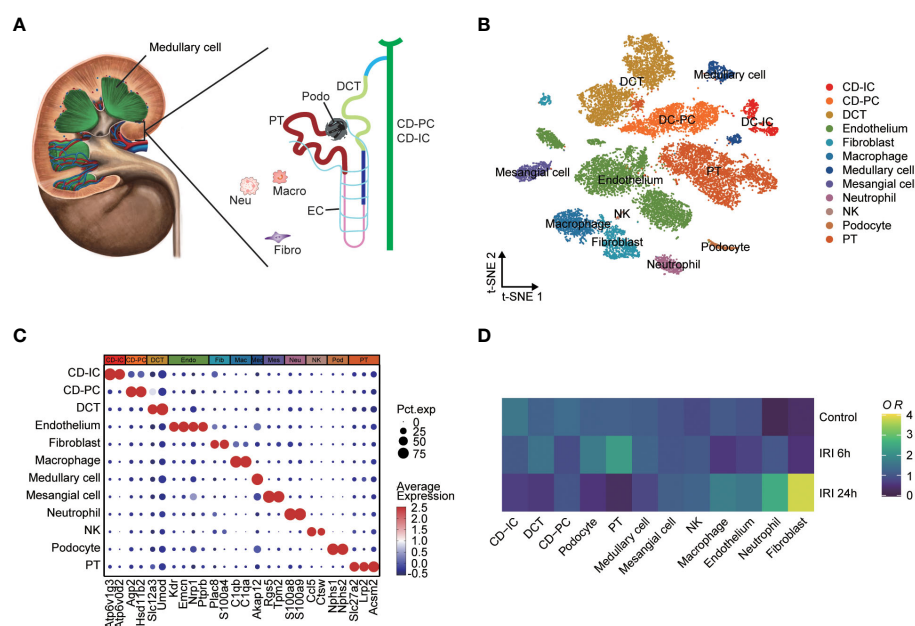 A
Medullary cell
DCT
Podo
PT
CD-PC
CD-IC
Neu
Macro
EC
Fibro
B
DCT
Medullary cell
DC-PC
DC-IC
Mesangial cell
Endothelium
PT
NK
Macrophage
Fibroblast
Podocyte
Neutrophil
t-SNE 2
t-SNE 1
CD-IC
CD-PC
DCT
Endothelium
Fibroblast
Macrophage
Medullary cell
Mesangial cel
Neutrophil
NK
Podocyte
PT
C
CD-IC CD-PC DCT Endo Fib Mac Med Mes Neu NK Pod PT
CD-IC
CD-PC
DCT
Endothelium
Fibroblast
Macrophage
Medullary cell
Mesangial cell
Neutrophil
NK
Podocyte
PT
Atp6v1g3
Atp6v0d2
Aqp2
Hsd11b2
Slc12a3
Umod
Kdr
Emcn
Nrp1
Ptprb
Plac8
S100a4
C1qb
C1qa
Akap12
Rgs5
Tpm2
S100a8
S100a9
Ccl5
Ctsw
Nphs1
Nphs2
Slc27a2
Lrp2
Acsm2
Pct.exp
0
25
50
75
Average
Expression
2.5
2.0
1.5
1.0
0.5
0.0
-0.5
D
Control
IRI 6h
IRI 24h
CD-IC
DCT
CD-PC
Podocyte
PT
Medullary cell
Mesangial cell
NK
Macrophage
Endothelium
Neutrophil
Fibroblast
OR
4
3
2
1
0